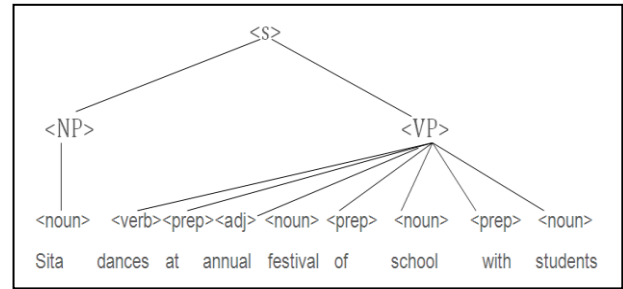 <s>
<NP> <VP>
<noun> <verb> <prep> <adj> <noun> <prep> <noun> <prep> <noun>
Sita dances at annual festival of school with students